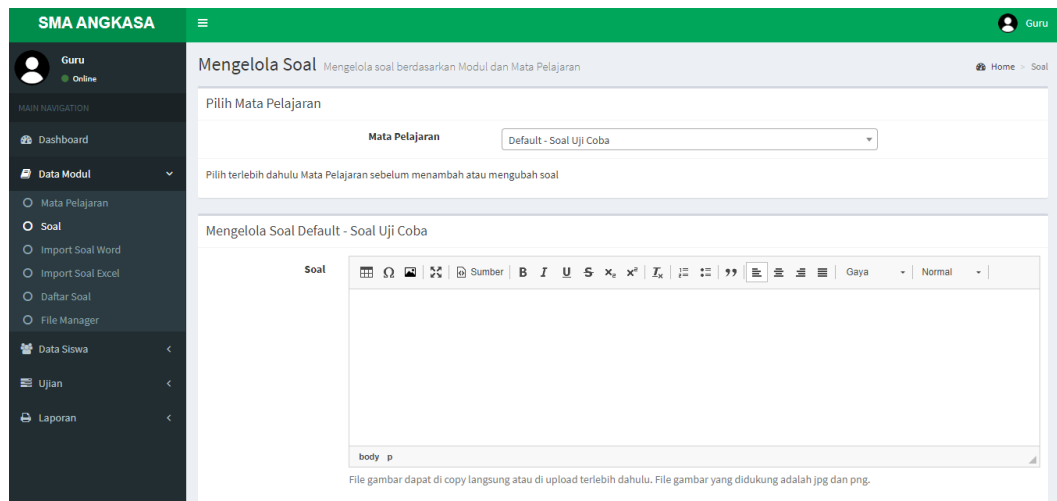 SMA ANGKASA
Guru
Guru
Online
Mengelola Soal Mengelola soal berdasarkan Modul dan Mata Pelajaran
Home > Soal
MAIN NAVIGATION
Dashboard
Data Modul
Mata Pelajaran
Soal
Import Soal Word
Import Soal Excel
Daftar Soal
File Manager
Data Siswa
Ujian
Laporan
Pilih Mata Pelajaran
Mata Pelajaran Default - Soal Uji Coba
Pilih terlebih dahulu Mata Pelajaran sebelum menambah atau mengubah soal
Mengelola Soal Default - Soal Uji Coba
Soal
Ω Sumber B I U S x₂ x² Iₓ Gaya Normal
body p
File gambar dapat di copy langsung atau di upload terlebih dahulu. File gambar yang didukung adalah jpg dan png.